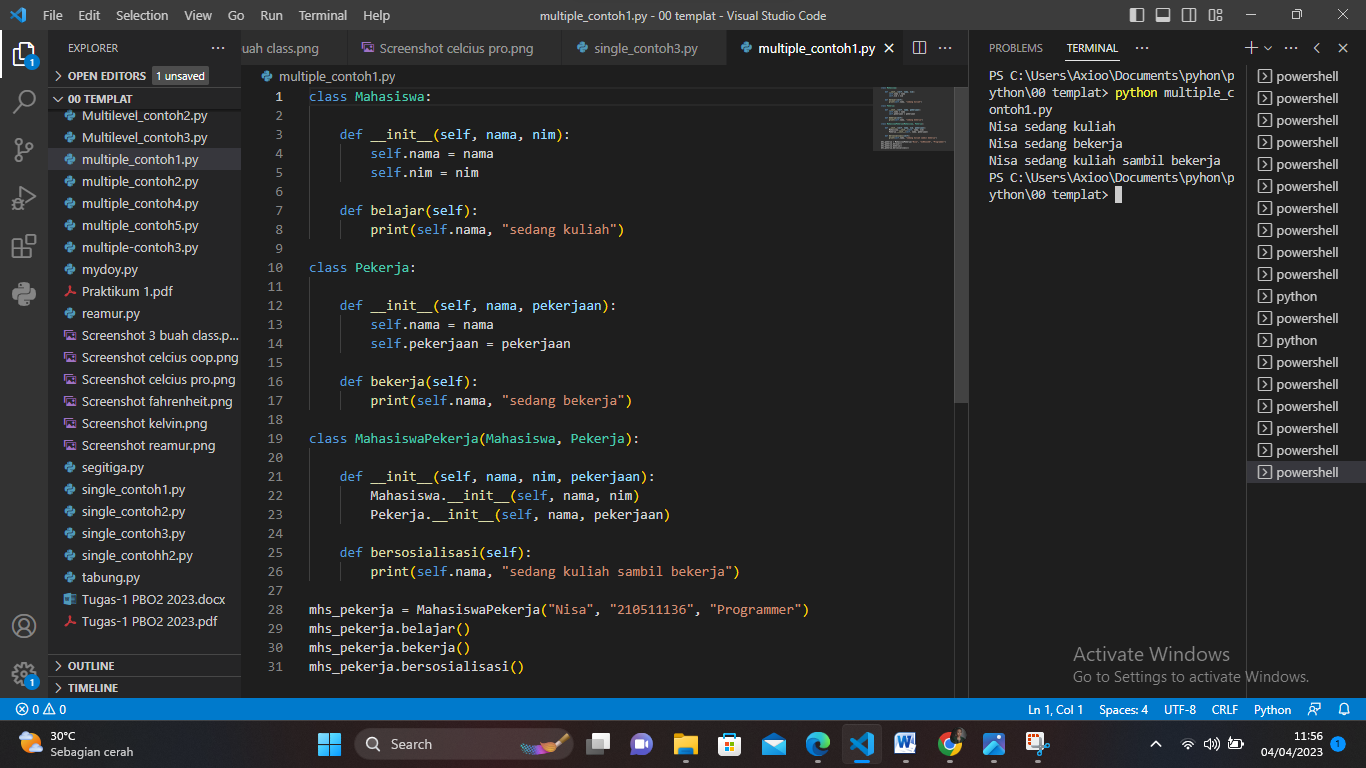 File Edit Selection View Go Run Terminal Help
multiple_contoh1.py - 00 templat - Visual Studio Code
EXPLORER
OPEN EDITORS 1 unsaved
00 TEMPLAT
Multilevel_contoh2.py
Multilevel_contoh3.py
multiple_contoh1.py
multiple_contoh2.py
multiple_contoh4.py
multiple_contoh5.py
multiple-contoh3.py
mydoy.py
Praktikum 1.pdf
reamur.py
Screenshot 3 buah class.p...
Screenshot celcius oop.png
Screenshot celcius pro.png
Screenshot fahrenheit.png
Screenshot kelvin.png
Screenshot reamur.png
segitiga.py
single_contoh1.py
single_contoh2.py
single_contoh3.py
single_contohh2.py
tabung.py
Tugas-1 PBO2 2023.docx
Tugas-1 PBO2 2023.pdf
OUTLINE
TIMELINE
1
1
uah class.png
Screenshot celcius pro.png
single_contoh3.py
multiple_contoh1.py
multiple_contoh1.py
1 class Mahasiswa:
2
3 def __init__(self, nama, nim):
4 self.nama = nama
5 self.nim = nim
6
7 def belajar(self):
8 print(self.nama, "sedang kuliah")
9
10 class Pekerja:
11
12 def __init__(self, nama, pekerjaan):
13 self.nama = nama
14 self.pekerjaan = pekerjaan
15
16 def bekerja(self):
17 print(self.nama, "sedang bekerja")
18
19 class MahasiswaPekerja(Mahasiswa, Pekerja):
20
21 def __init__(self, nama, nim, pekerjaan):
22 Mahasiswa.__init__(self, nama, nim)
23 Pekerja.__init__(self, nama, pekerjaan)
24
25 def bersosialisasi(self):
26 print(self.nama, "sedang kuliah sambil bekerja")
27
28 mhs_pekerja = MahasiswaPekerja("Nisa", "210511136", "Programmer")
29 mhs_pekerja.belajar()
30 mhs_pekerja.bekerja()
31 mhs_pekerja.bersosialisasi()
PROBLEMS TERMINAL
PS C:\Users\Axioo\Documents\pyhon\p
ython\00 templat> python multiple_c
ontoh1.py
Nisa sedang kuliah
Nisa sedang bekerja
Nisa sedang kuliah sambil bekerja
PS C:\Users\Axioo\Documents\pyhon\p
ython\00 templat>
powershell
powershell
powershell
powershell
powershell
powershell
powershell
powershell
powershell
powershell
python
powershell
python
powershell
powershell
powershell
powershell
powershell
powershell
Activate Windows
Go to Settings to activate Windows.
0 0
Ln 1, Col 1 Spaces: 4 UTF-8 CRLF Python
30°C
Sebagian cerah
Search
11:56
04/04/2023
1